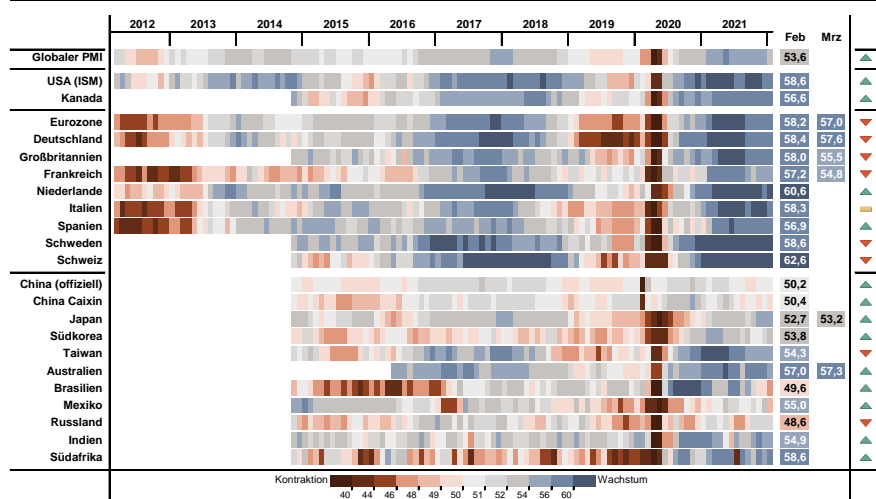 2012 2013 2014 2015 2016 2017 2018 2019 2020 2021
Feb Mrz
Globaler PMI 53,6
USA (ISM) 58,6
Kanada 56,6
Eurozone 58,2 57,0
Deutschland 58,4 57,6
Großbritannien 58,0 55,5
Frankreich 57,2 54,8
Niederlande 60,6
Italien 58,3
Spanien 56,9
Schweden 58,6
Schweiz 62,6
China (offiziell) 50,2
China Caixin 50,4
Japan 52,7 53,2
Südkorea 53,8
Taiwan 54,3
Australien 57,0 57,3
Brasilien 49,6
Mexiko 55,0
Russland 48,6
Indien 54,9
Südafrika 58,6
Kontraktion Wachstum
40 44 46 48 49 50 51 52 54 56 60